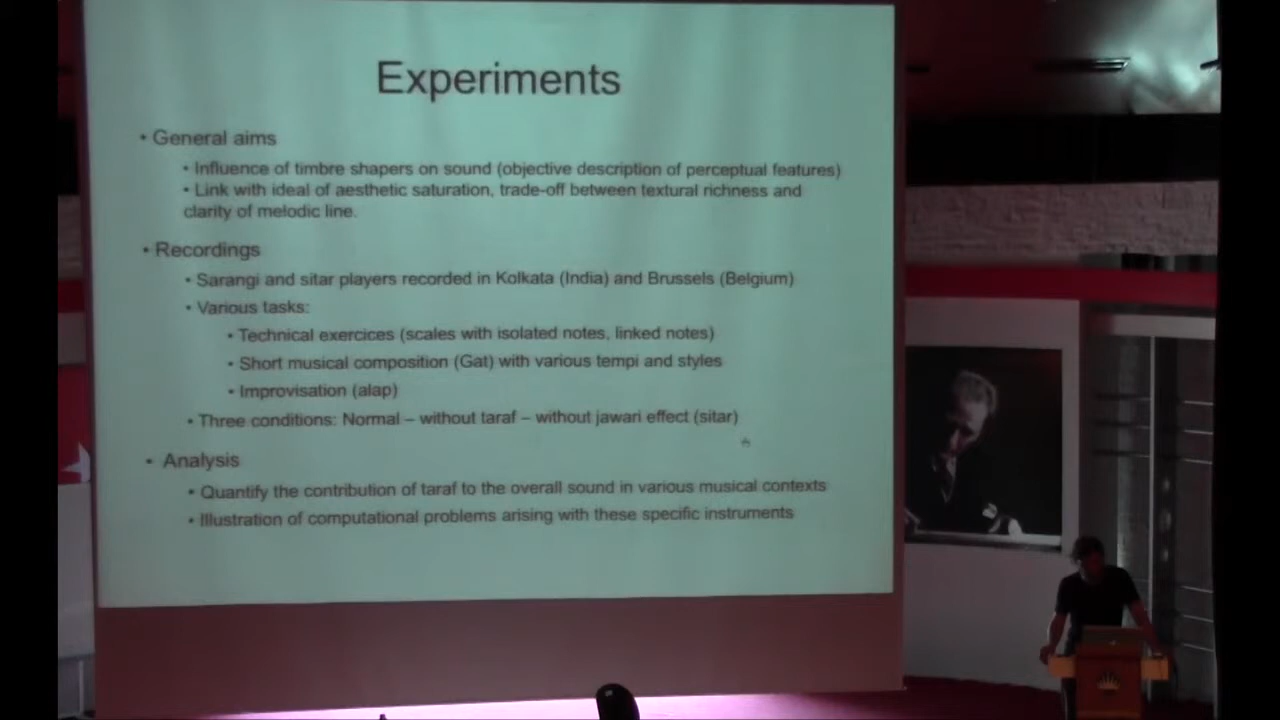 Experiments
• General aims
• Influence of timbre shapers on sound (objective description of perceptual features)
• Link with ideal of aesthetic saturation, trade-off between textural richness and
clarity of melodic line.
• Recordings
• Sarangi and sitar players recorded in Kolkata (India) and Brussels (Belgium)
• Various tasks:
• Technical exercices (scales with isolated notes, linked notes)
• Short musical composition (Gat) with various tempi and styles
• Improvisation (alap)
• Three conditions: Normal – without taraf – without jawari effect (sitar)
• Analysis
• Quantify the contribution of taraf to the overall sound in various musical contexts
• Illustration of computational problems arising with these specific instruments